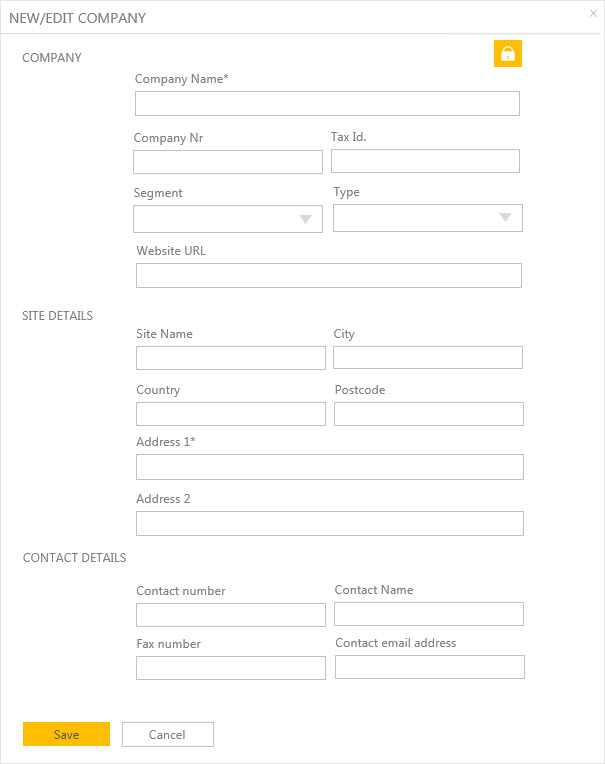 NEW/EDIT COMPANY
COMPANY
Company Name*
Company Nr Tax Id.
Segment Type
Website URL
SITE DETAILS
Site Name City
Country Postcode
Address 1*
Address 2
CONTACT DETAILS
Contact number Contact Name
Fax number Contact email address
Save Cancel